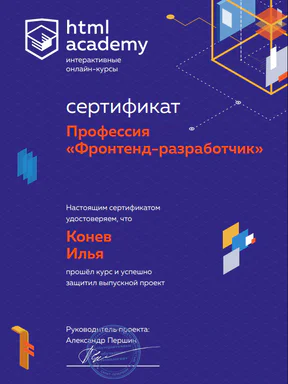 html
academy
интерактивные
онлайн-курсы
сертификат
Профессия
«Фронтенд-разработчик»
Настоящим сертификатом
удостоверяем, что
Конев
Илья
прошёл курс и успешно
защитил выпускной проект
Руководитель проекта:
Александр Першин